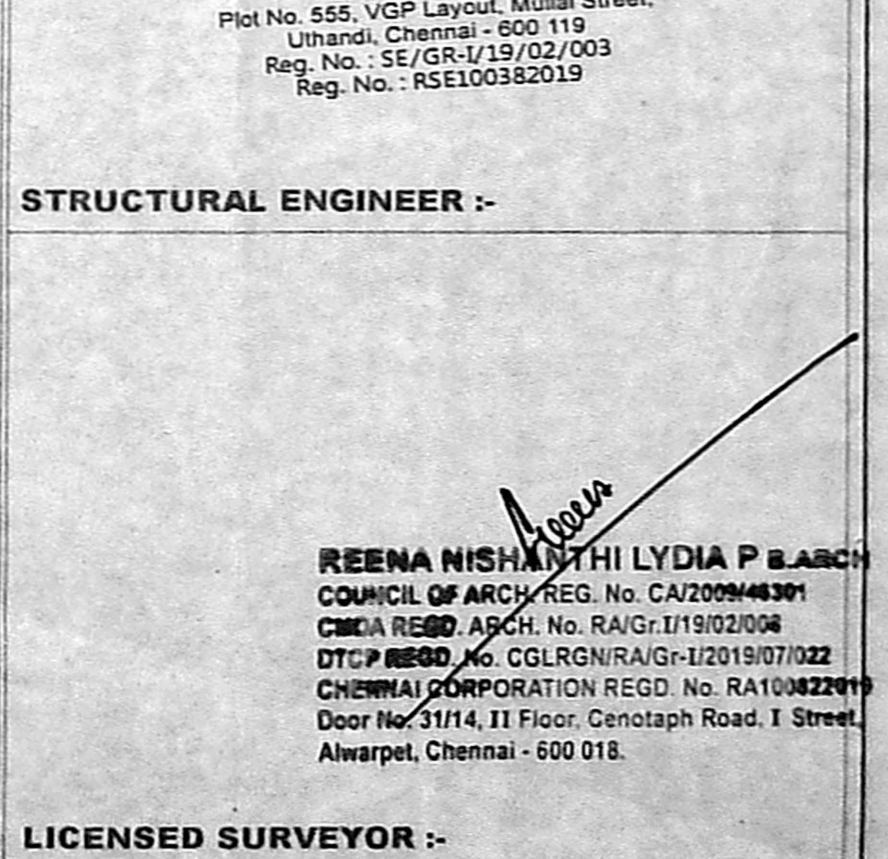 Plot No. 555, VGP Layout, Mullai Street,
Uthandi, Chennai - 600 119
Reg. No. : SE/GR-I/19/02/003
Reg. No. : RSE100382019
STRUCTURAL ENGINEER :-
REENA NISHANTHI LYDIA P B.ARCH
COUNCIL OF ARCH. REG. No. CA/2009/46301
CMDA REGD. ARCH. No. RA/Gr.I/19/02/008
DTCP REGD. No. CGLRGN/RA/Gr-I/2019/07/022
CHENNAI CORPORATION REGD. No. RA100822019
Door No. 31/14, II Floor, Cenotaph Road, I Street,
Alwarpet, Chennai - 600 018.
LICENSED SURVEYOR :-